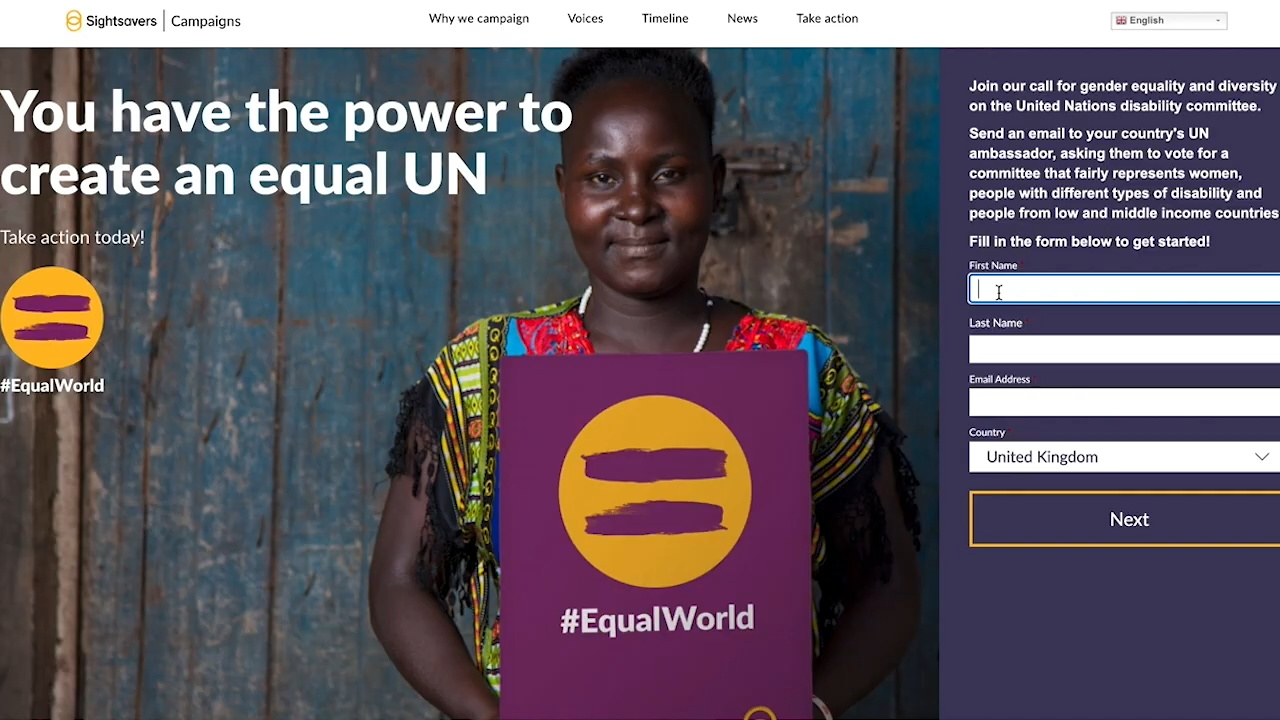 Sightsavers | Campaigns
Why we campaign
Voices
Timeline
News
Take action
English
You have the power to
create an equal UN
Take action today!
#EqualWorld
#EqualWorld
Join our call for gender equality and diversity
on the United Nations disability committee.
Send an email to your country's UN
ambassador, asking them to vote for a
committee that fairly represents women,
people with different types of disability and
people from low and middle income countries
Fill in the form below to get started!
First Name *
Last Name *
Email Address *
Country *
United Kingdom
Next